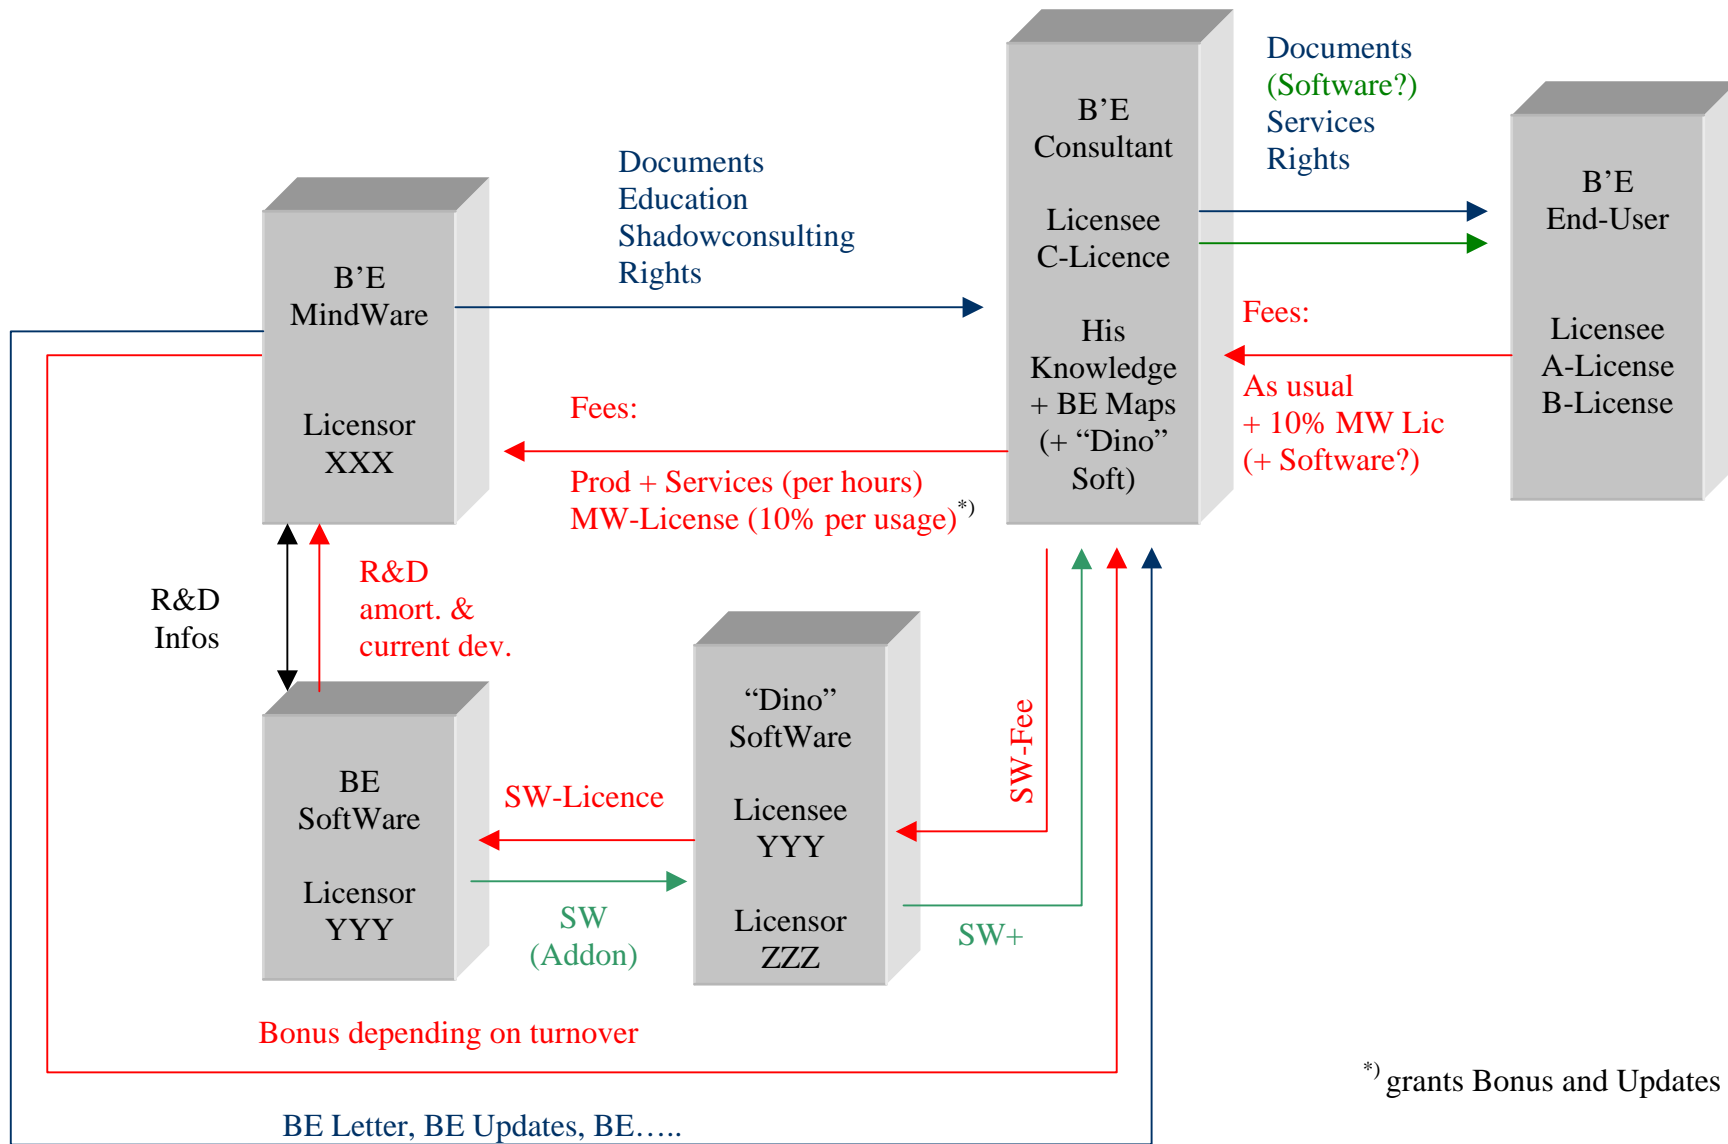 B’E
Consultant
Licensee
C-Licence
His
Knowledge
+ BE Maps
(+ “Dino”
Soft)
Documents
(Software?)
Services
Rights
B’E
End-User
Licensee
A-License
B-License
Documents
Education
Shadowconsulting
Rights
B’E
MindWare
Licensor
XXX
Fees:
As usual
+ 10% MW Lic
(+ Software?)
Fees:
Prod + Services (per hours)
MW-License (10% per usage)*)
R&D
Infos
R&D
amort. &
current dev.
“Dino”
SoftWare
Licensee
YYY
Licensor
ZZZ
SW-Fee
BE
SoftWare
Licensor
YYY
SW-Licence
SW
(Addon)
SW+
Bonus depending on turnover
*) grants Bonus and Updates
BE Letter, BE Updates, BE…..